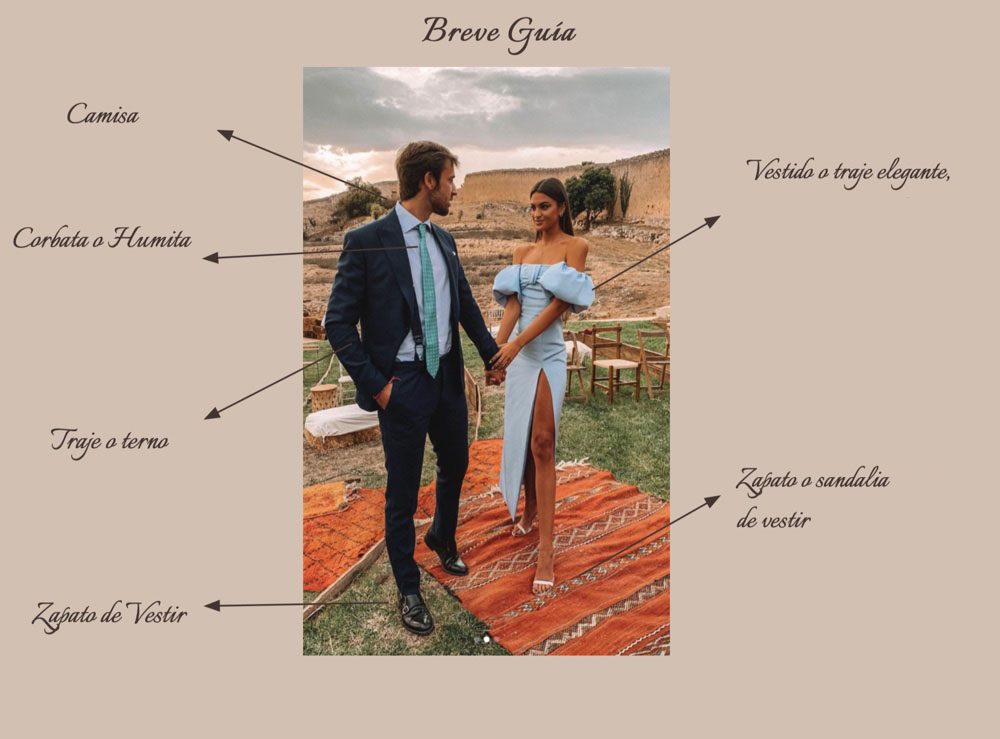 Breve Guía
Camisa
Vestido o traje elegante,
Corbata o Humita
Traje o terno
Zapato o sandalia
de vestir
Zapato de Vestir